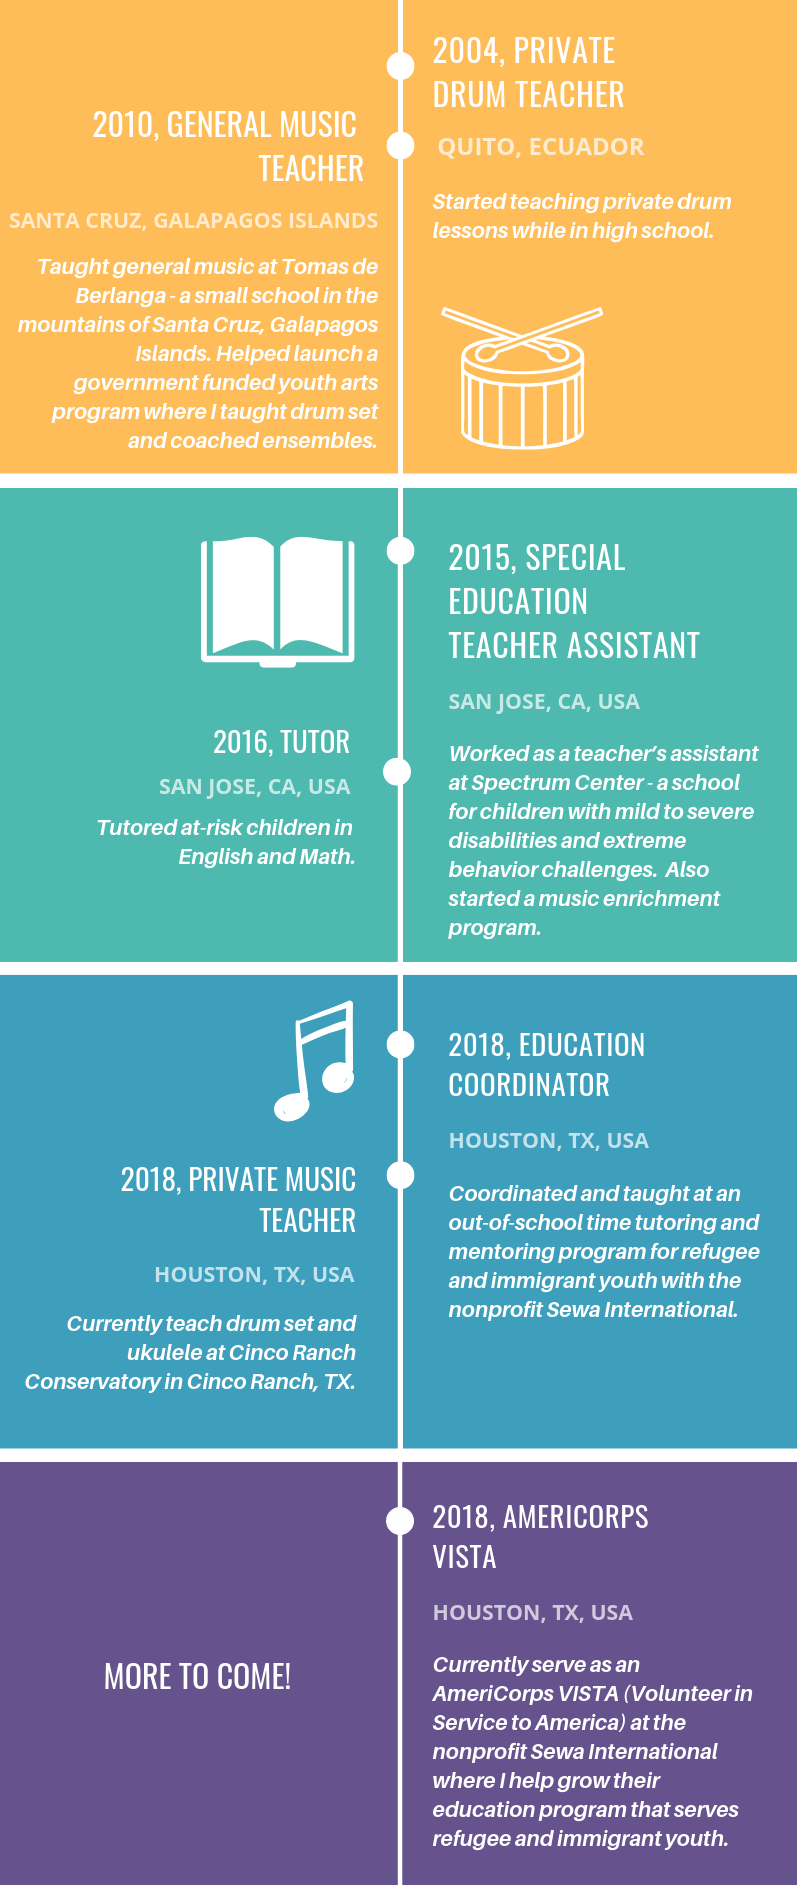 2004, PRIVATE
DRUM TEACHER
QUITO, ECUADOR
Started teaching private drum
lessons while in high school.
2010, GENERAL MUSIC
TEACHER
SANTA CRUZ, GALAPAGOS ISLANDS
Taught general music at Tomas de
Berlanga - a small school in the
mountains of Santa Cruz, Galapagos
Islands. Helped launch a
government funded youth arts
program where I taught drum set
and coached ensembles.
2015, SPECIAL
EDUCATION
TEACHER ASSISTANT
SAN JOSE, CA, USA
Worked as a teacher's assistant
at Spectrum Center - a school
for children with mild to severe
disabilities and extreme
behavior challenges.  Also
started a music enrichment
program.
2016, TUTOR
SAN JOSE, CA, USA
Tutored at-risk children in
English and Math.
2018, EDUCATION
COORDINATOR
HOUSTON, TX, USA
Coordinated and taught at an
out-of-school time tutoring and
mentoring program for refugee
and immigrant youth with the
nonprofit Sewa International.
2018, PRIVATE MUSIC
TEACHER
HOUSTON, TX, USA
Currently teach drum set and
ukulele at Cinco Ranch
Conservatory in Cinco Ranch, TX.
2018, AMERICORPS
VISTA
HOUSTON, TX, USA
Currently serve as an
AmeriCorps VISTA (Volunteer in
Service to America) at the
nonprofit Sewa International
where I help grow their
education program that serves
refugee and immigrant youth.
MORE TO COME!